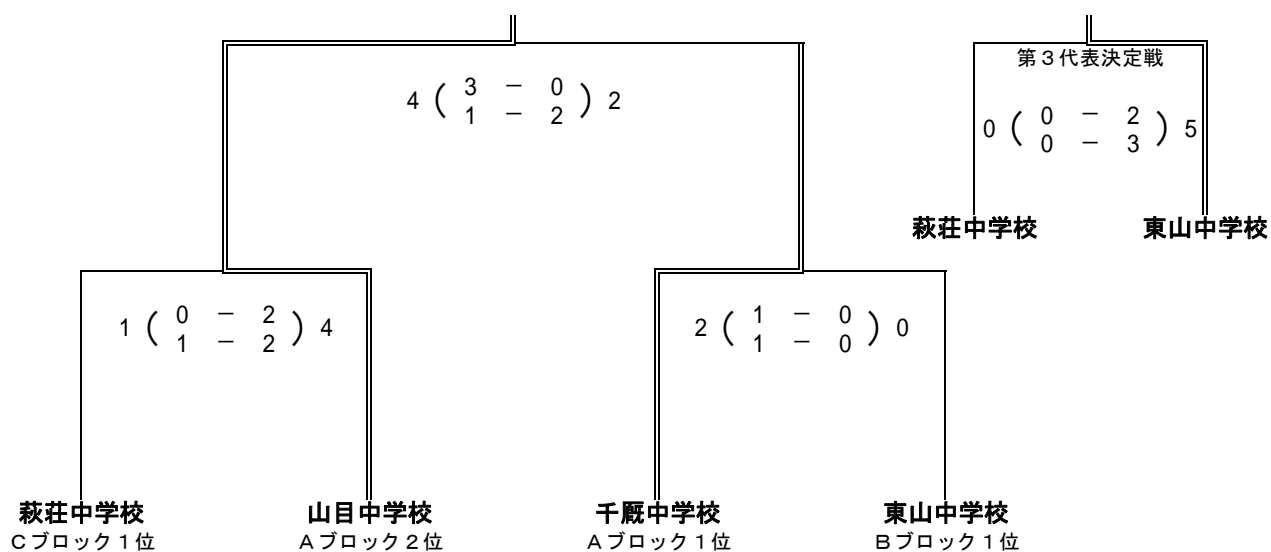 4 ( 3 － 0 ) 2
1 － 2
第３代表決定戦
0 ( 0 － 2 ) 5
0 － 3
萩荘中学校 東山中学校
1 ( 0 － 2 ) 4
1 － 2
2 ( 1 － 0 ) 0
1 － 0
萩荘中学校 山目中学校 千厩中学校 東山中学校
Ｃブロック１位 Ａブロック２位 Ａブロック１位 Ｂブロック１位